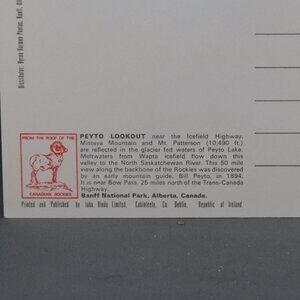 Distributor: Byron Harmon Photos, Banff, Al
FROM THE ROOF OF THE
CANADIAN ROCKIES
PEYTO LOOKOUT near the Icefield Highway.
Mistaya Mountain and Mt. Patterson (10,490 ft.)
are reflected in the glacier fed waters of Peyto Lake.
Meltwaters from Wapta icefield flow down this
valley to the North Saskatchewan River. This 50 mile
view along the backbone of the Rockies was discovered
by an early mountain guide, Bill Peyto, in 1894.
It is near Bow Pass, 25 miles north of the Trans-Canada
Highway.
Banff National Park, Alberta, Canada.
Printed and Published by John Hinde Limited, Cabinteely, Co. Dublin, Republic of Ireland.